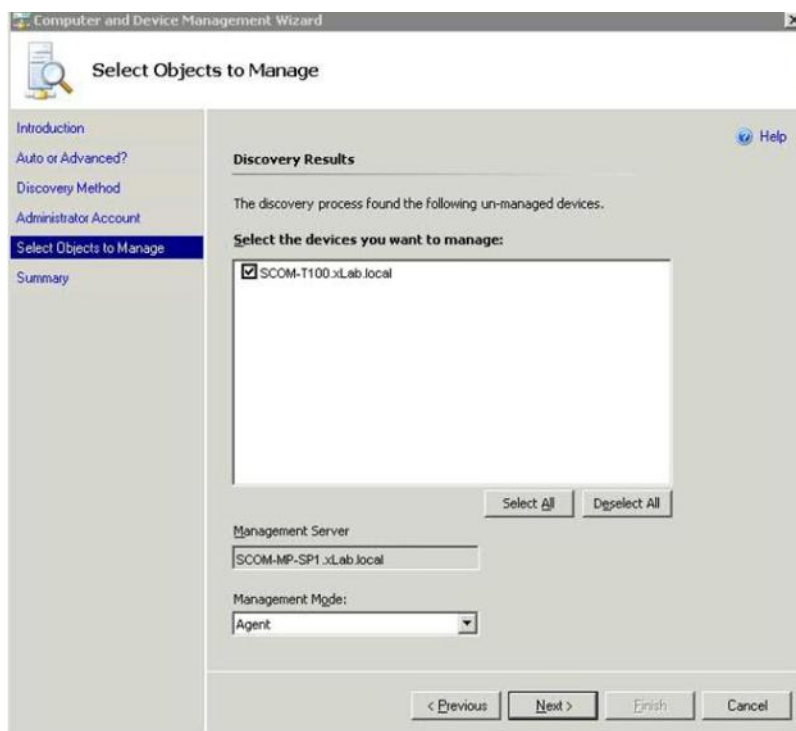 Computer and Device Management Wizard
Select Objects to Manage
Introduction
Auto or Advanced?
Discovery Method
Administrator Account
Select Objects to Manage
Summary
Help
Discovery Results
The discovery process found the following un-managed devices.
Select the devices you want to manage:
SCOM-T100.xLab.local
Select All
Deselect All
Management Server
SCOM-MP-SP1.xLab.local
Management Mode:
Agent
< Previous
Next >
Finish
Cancel